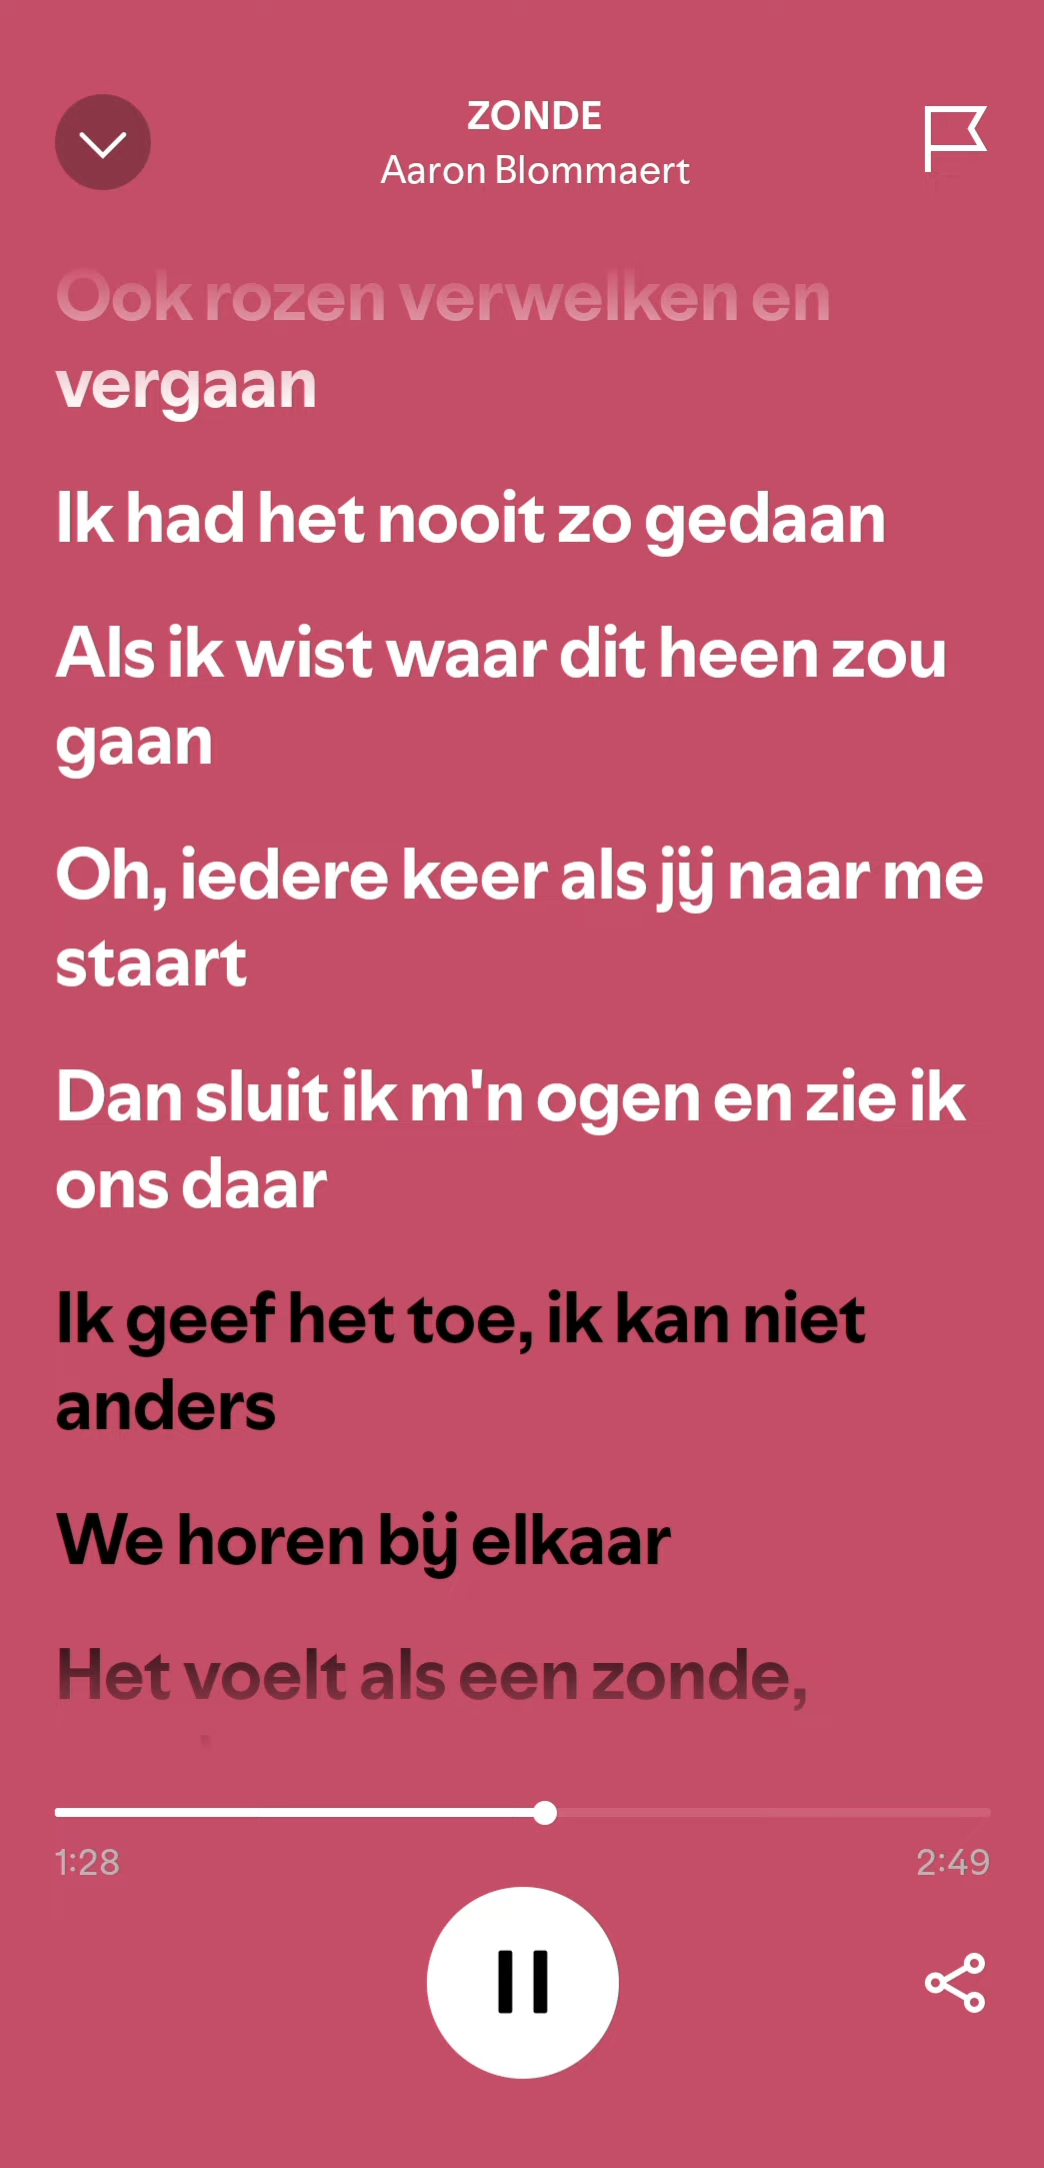 ZONDE
Aaron Blommaert
Ook rozen verwelken en
vergaan
Ik had het nooit zo gedaan
Als ik wist waar dit heen zou
gaan
Oh, iedere keer als jij naar me
staart
Dan sluit ik m'n ogen en zie ik
ons daar
Ik geef het toe, ik kan niet
anders
We horen bij elkaar
Het voelt als een zonde,
1:28
2:49